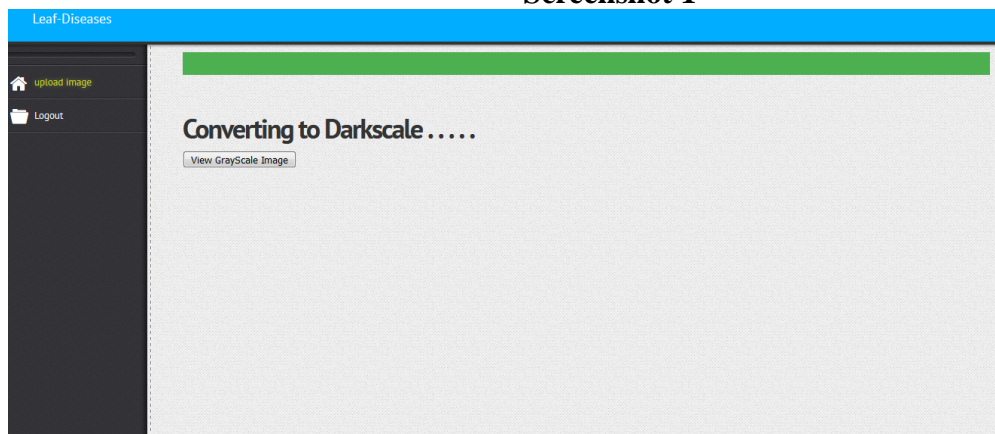 Screenshot-1
Leaf-Diseases
upload image
Logout
Converting to Darkscale . . . . .
View GrayScale Image